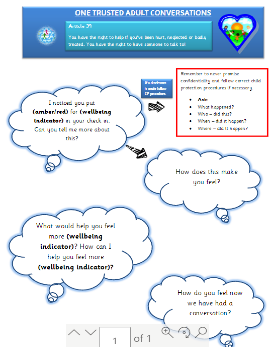 ONE TRUSTED ADULT CONVERSATIONS
Article 39
You have the right to help if you've been hurt, neglected or badly
treated. You have the right to have someone to talk to!
Remember to never promise
confidentiality and follow correct child
protection procedures if necessary
Ask:
What happened?
Who – did this?
When – did it happen?
Where – did it happen?
I noticed you put
(amber/red) for (wellbeing
indicator) in your check in.
Can you tell me more about
this?
How does this make
you feel?
What would help you feel
more (wellbeing
indicator)? How can I
help you feel more
(wellbeing indicator)?
How do you feel now
we have had a
conversation?
1 of 1